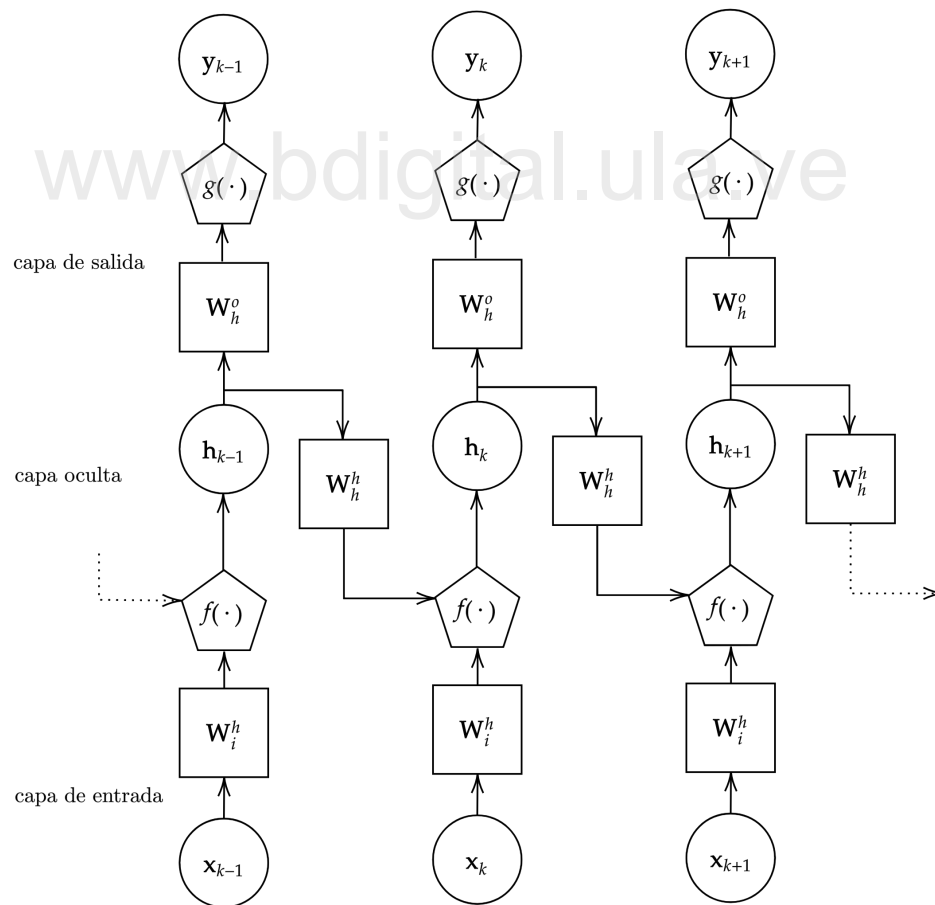 y_{k−1} y_k y_{k+1}
www.bdigital.ula.ve
g(·) g(·) g(·)
capa de salida
W_h^o W_h^o W_h^o
capa oculta
h_{k−1} h_k h_{k+1}
W_h^h W_h^h W_h^h
f(·) f(·) f(·)
W_i^h W_i^h W_i^h
capa de entrada
x_{k−1} x_k x_{k+1}